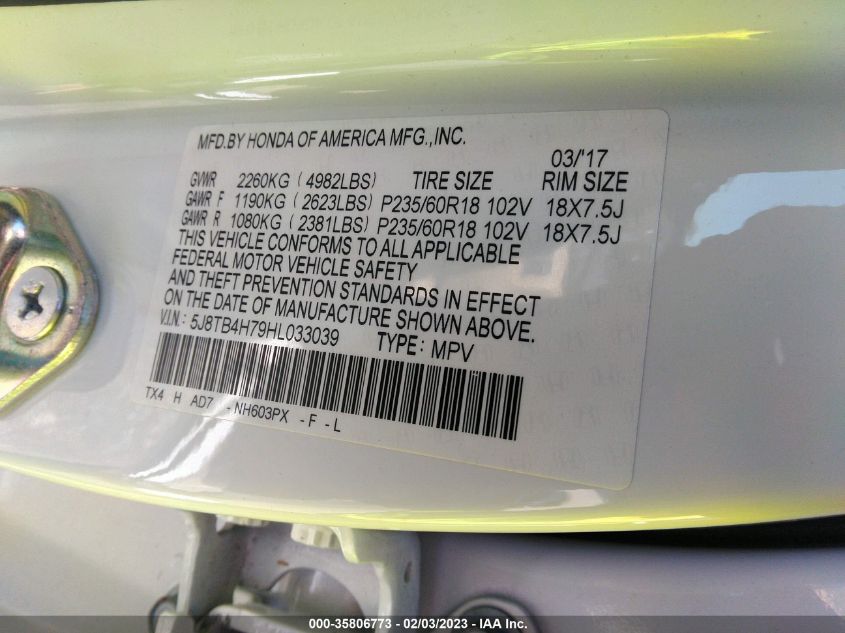 MFD.BY HONDA OF AMERICA MFG.,INC.
03/'17
GVWR 2260KG ( 4982LBS) TIRE SIZE RIM SIZE
GAWR F 1190KG ( 2623LBS) P235/60R18 102V 18X7.5J
GAWR R 1080KG ( 2381LBS) P235/60R18 102V 18X7.5J
THIS VEHICLE CONFORMS TO ALL APPLICABLE
FEDERAL MOTOR VEHICLE SAFETY
AND THEFT PREVENTION STANDARDS IN EFFECT
ON THE DATE OF MANUFACTURE SHOWN ABOVE.
V.I.N.: 5J8TB4H79HL033039 TYPE: MPV
TX4 H AD7 -NH603PX -F -L
000-35806773 - 02/03/2023 - IAA Inc.